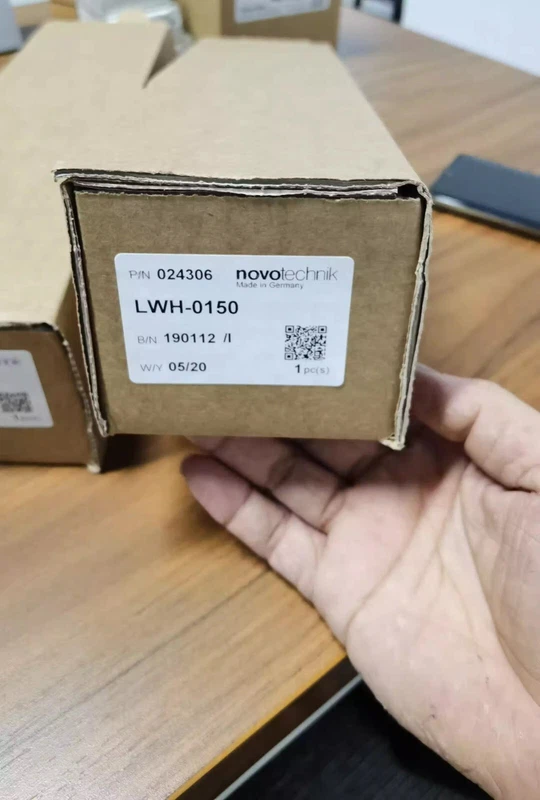 P/N 024306 novotechnik
Made in Germany
LWH-0150
B/N 190112 /I
W/Y 05/20
1 pc(s)